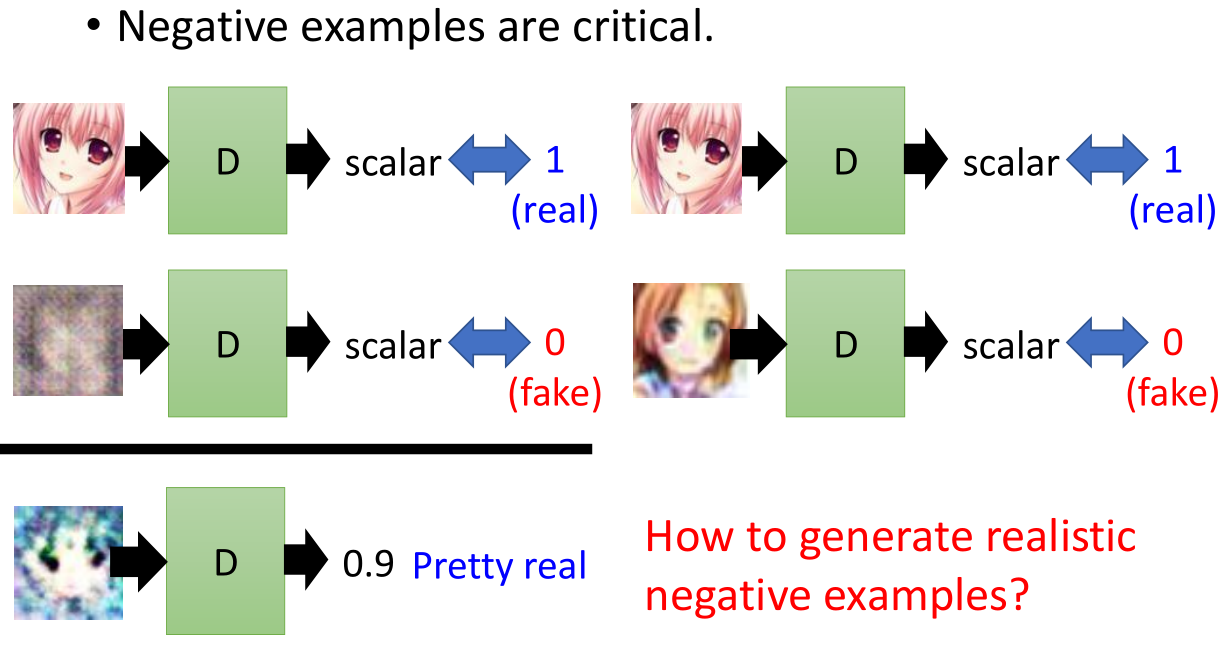 • Negative examples are critical.
D scalar 1
(real)
D scalar 1
(real)
D scalar 0
(fake)
D scalar 0
(fake)
D 0.9 Pretty real
How to generate realistic
negative examples?